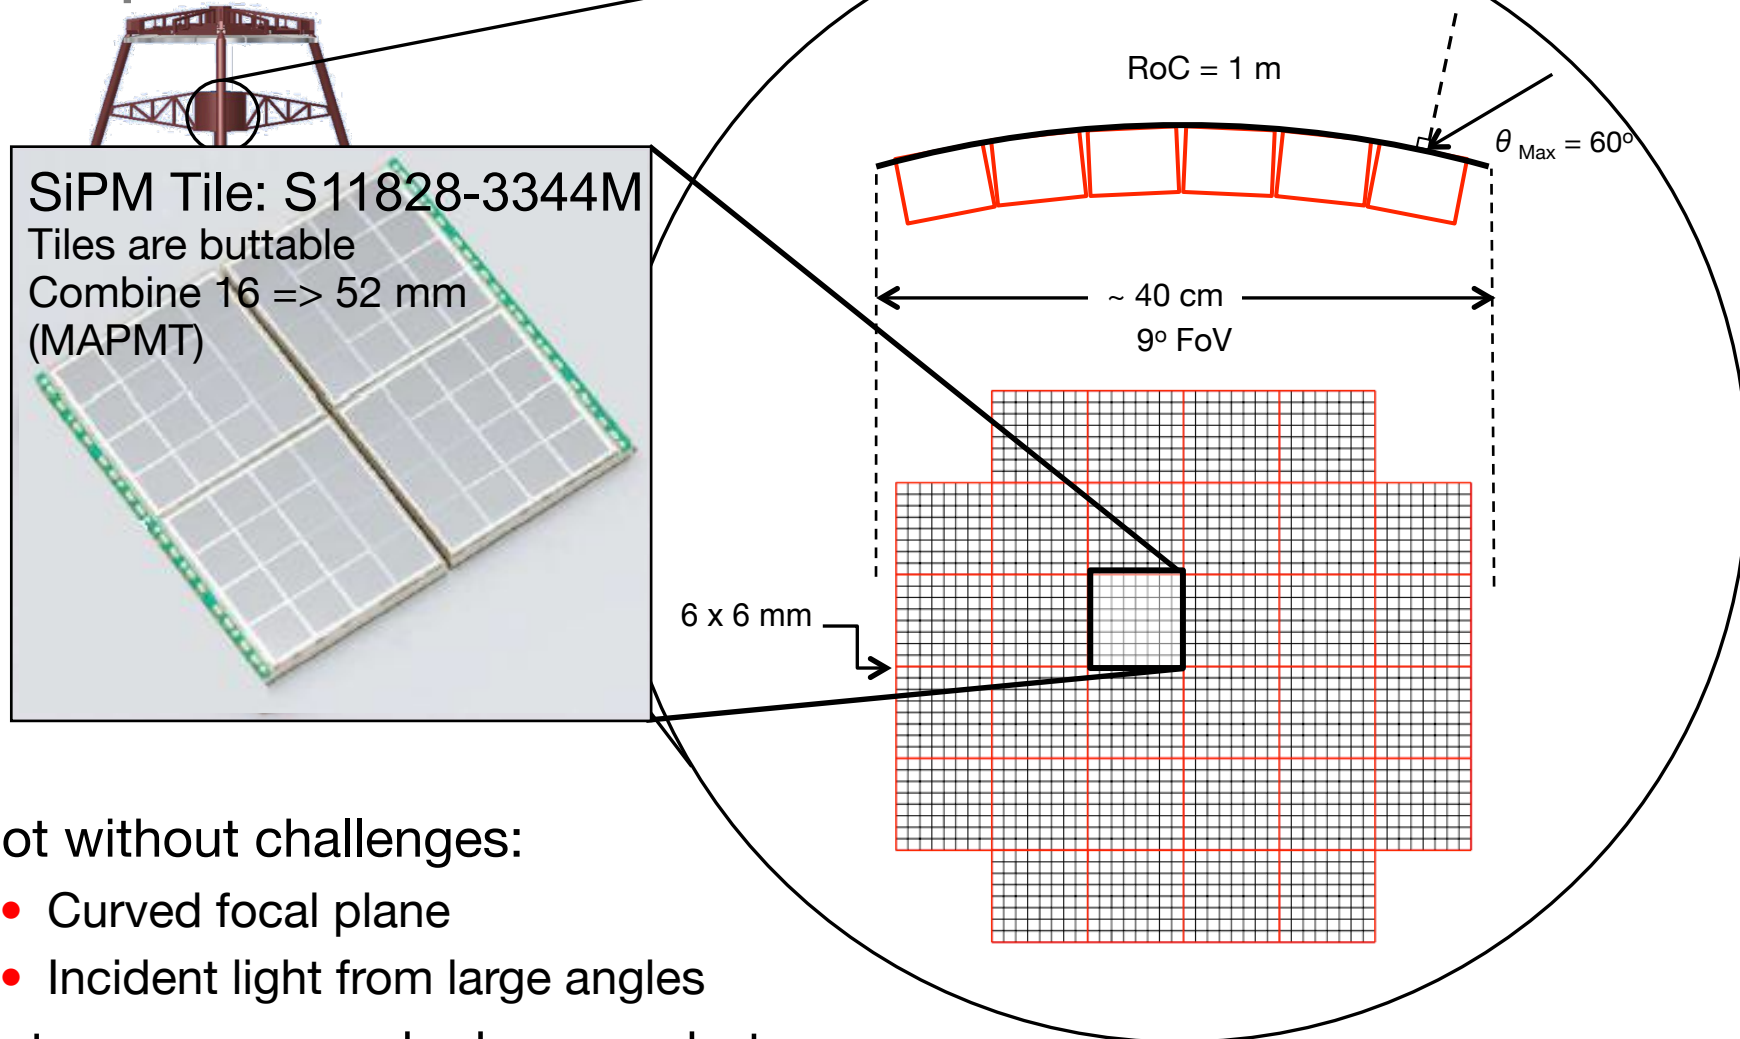 RoC = 1 m
θ Max = 60º
SiPM Tile: S11828-3344M
Tiles are buttable
Combine 16 => 52 mm
(MAPMT)
~ 40 cm
9º FoV
6 x 6 mm
ot without challenges:
• Curved focal plane
• Incident light from large angles